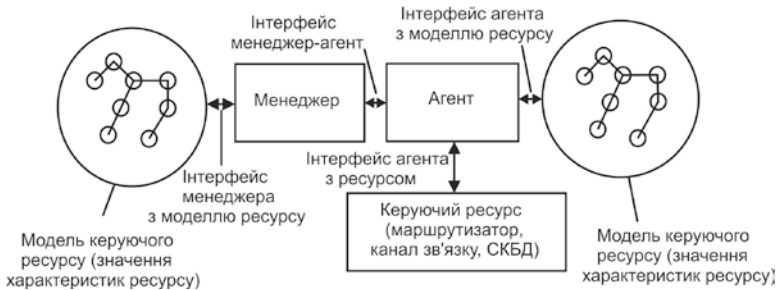 Інтерфейс
менеджер-агент
Інтерфейс агента
з моделлю ресурсу
Менеджер
Агент
Інтерфейс
менеджера
з моделлю ресурсу
Інтерфейс агента
з ресурсом
Керуючий ресурс
(маршрутизатор,
канал зв'язку, СКБД)
Модель керуючого
ресурсу (значення
характеристик ресурсу)
Модель керуючого
ресурсу (значення
характеристик ресурсу)